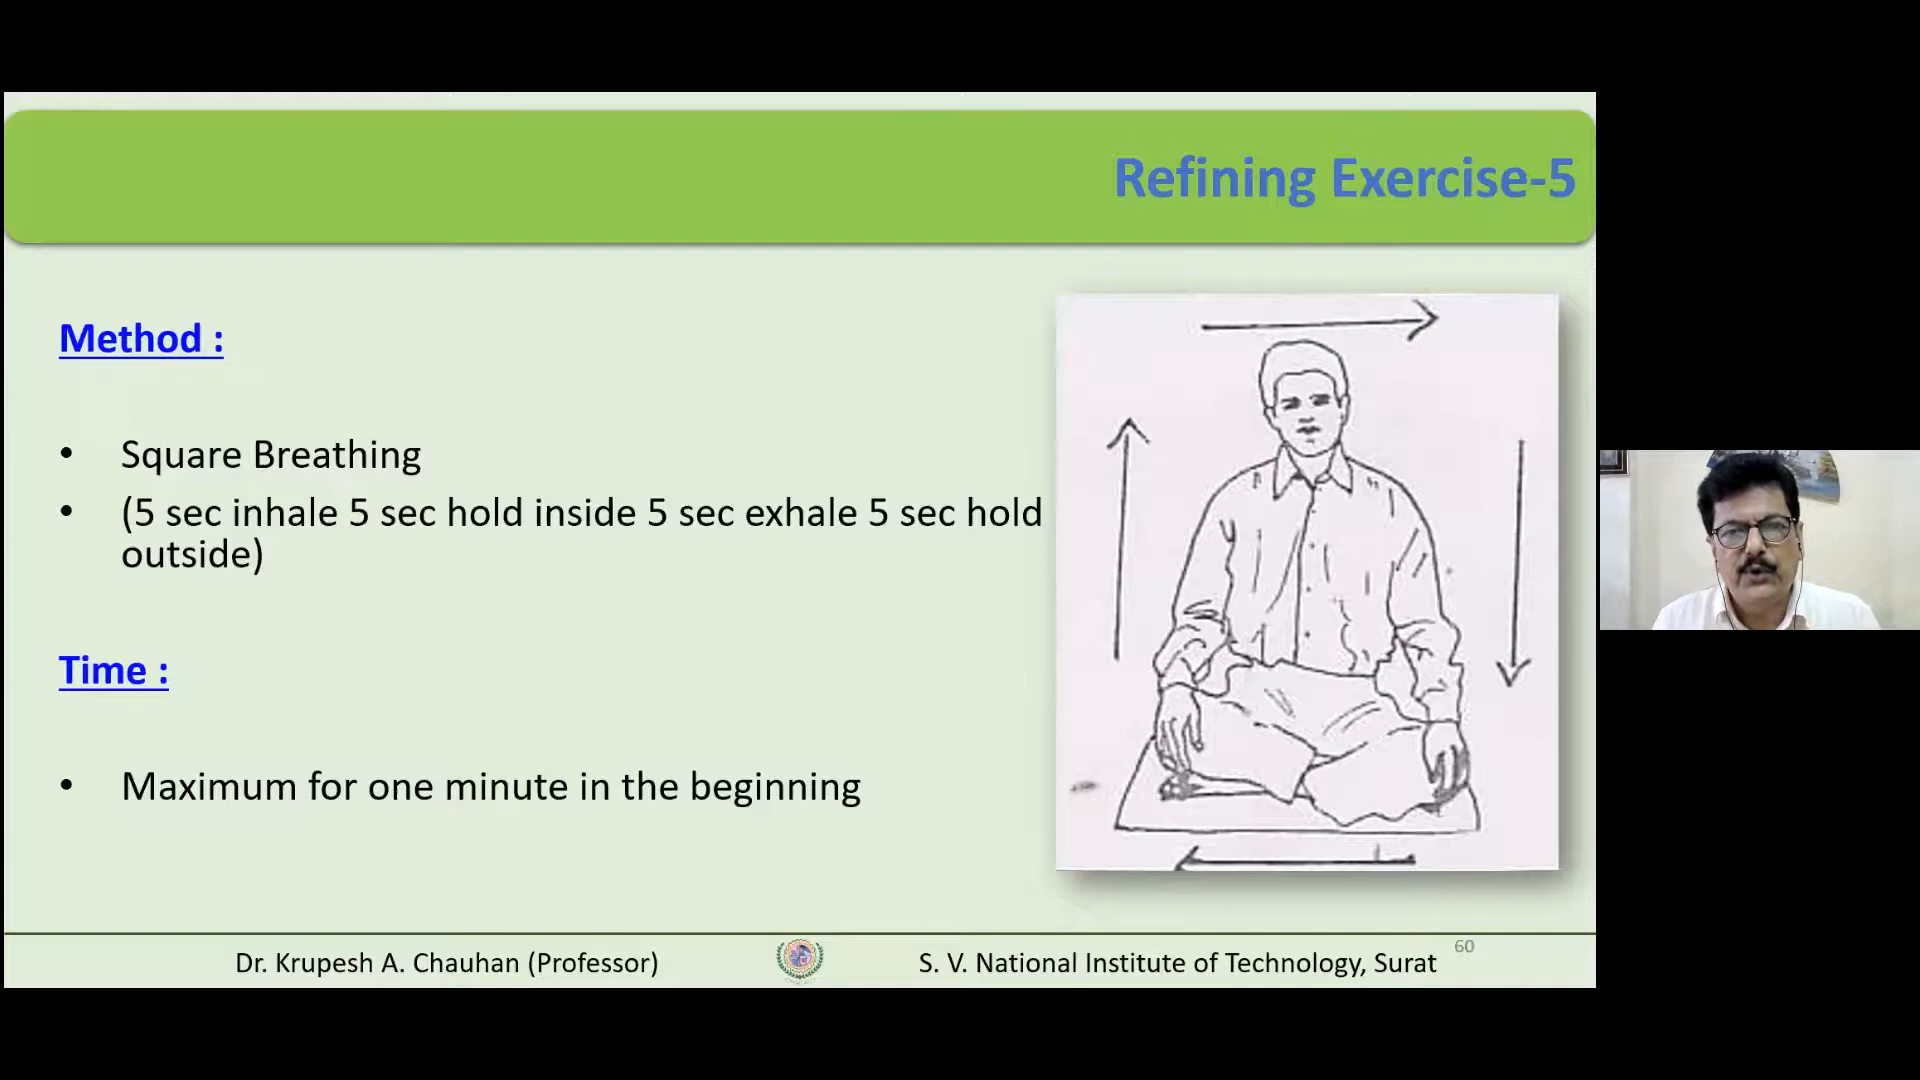 Refining Exercise-5
Method :
• Square Breathing
• (5 sec inhale 5 sec hold inside 5 sec exhale 5 sec hold
outside)
Time :
• Maximum for one minute in the beginning
Dr. Krupesh A. Chauhan (Professor)
S. V. National Institute of Technology, Surat
60